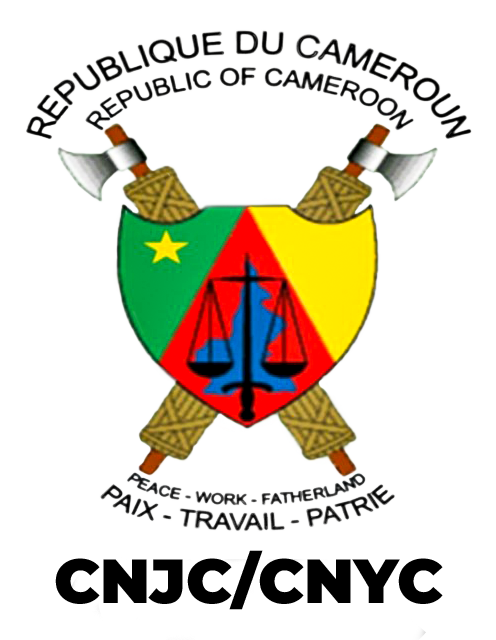 REPUBLIQUE DU CAMEROUN
REPUBLIC OF CAMEROON
PEACE - WORK - FATHERLAND
PAIX - TRAVAIL - PATRIE
CNJC/CNYC